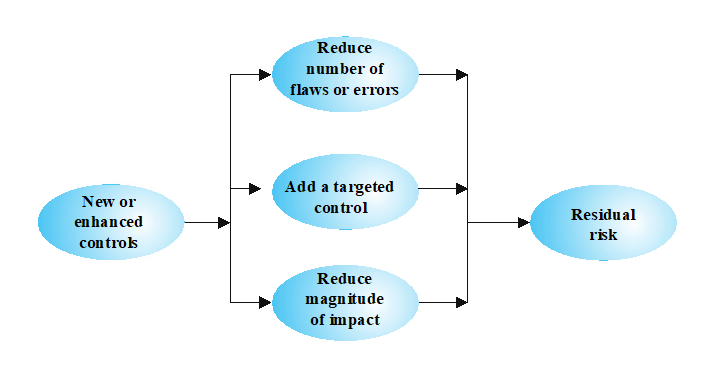 New or
enhanced
controls
Reduce
number of
flaws or errors
Add a targeted
control
Reduce
magnitude
of impact
Residual
risk